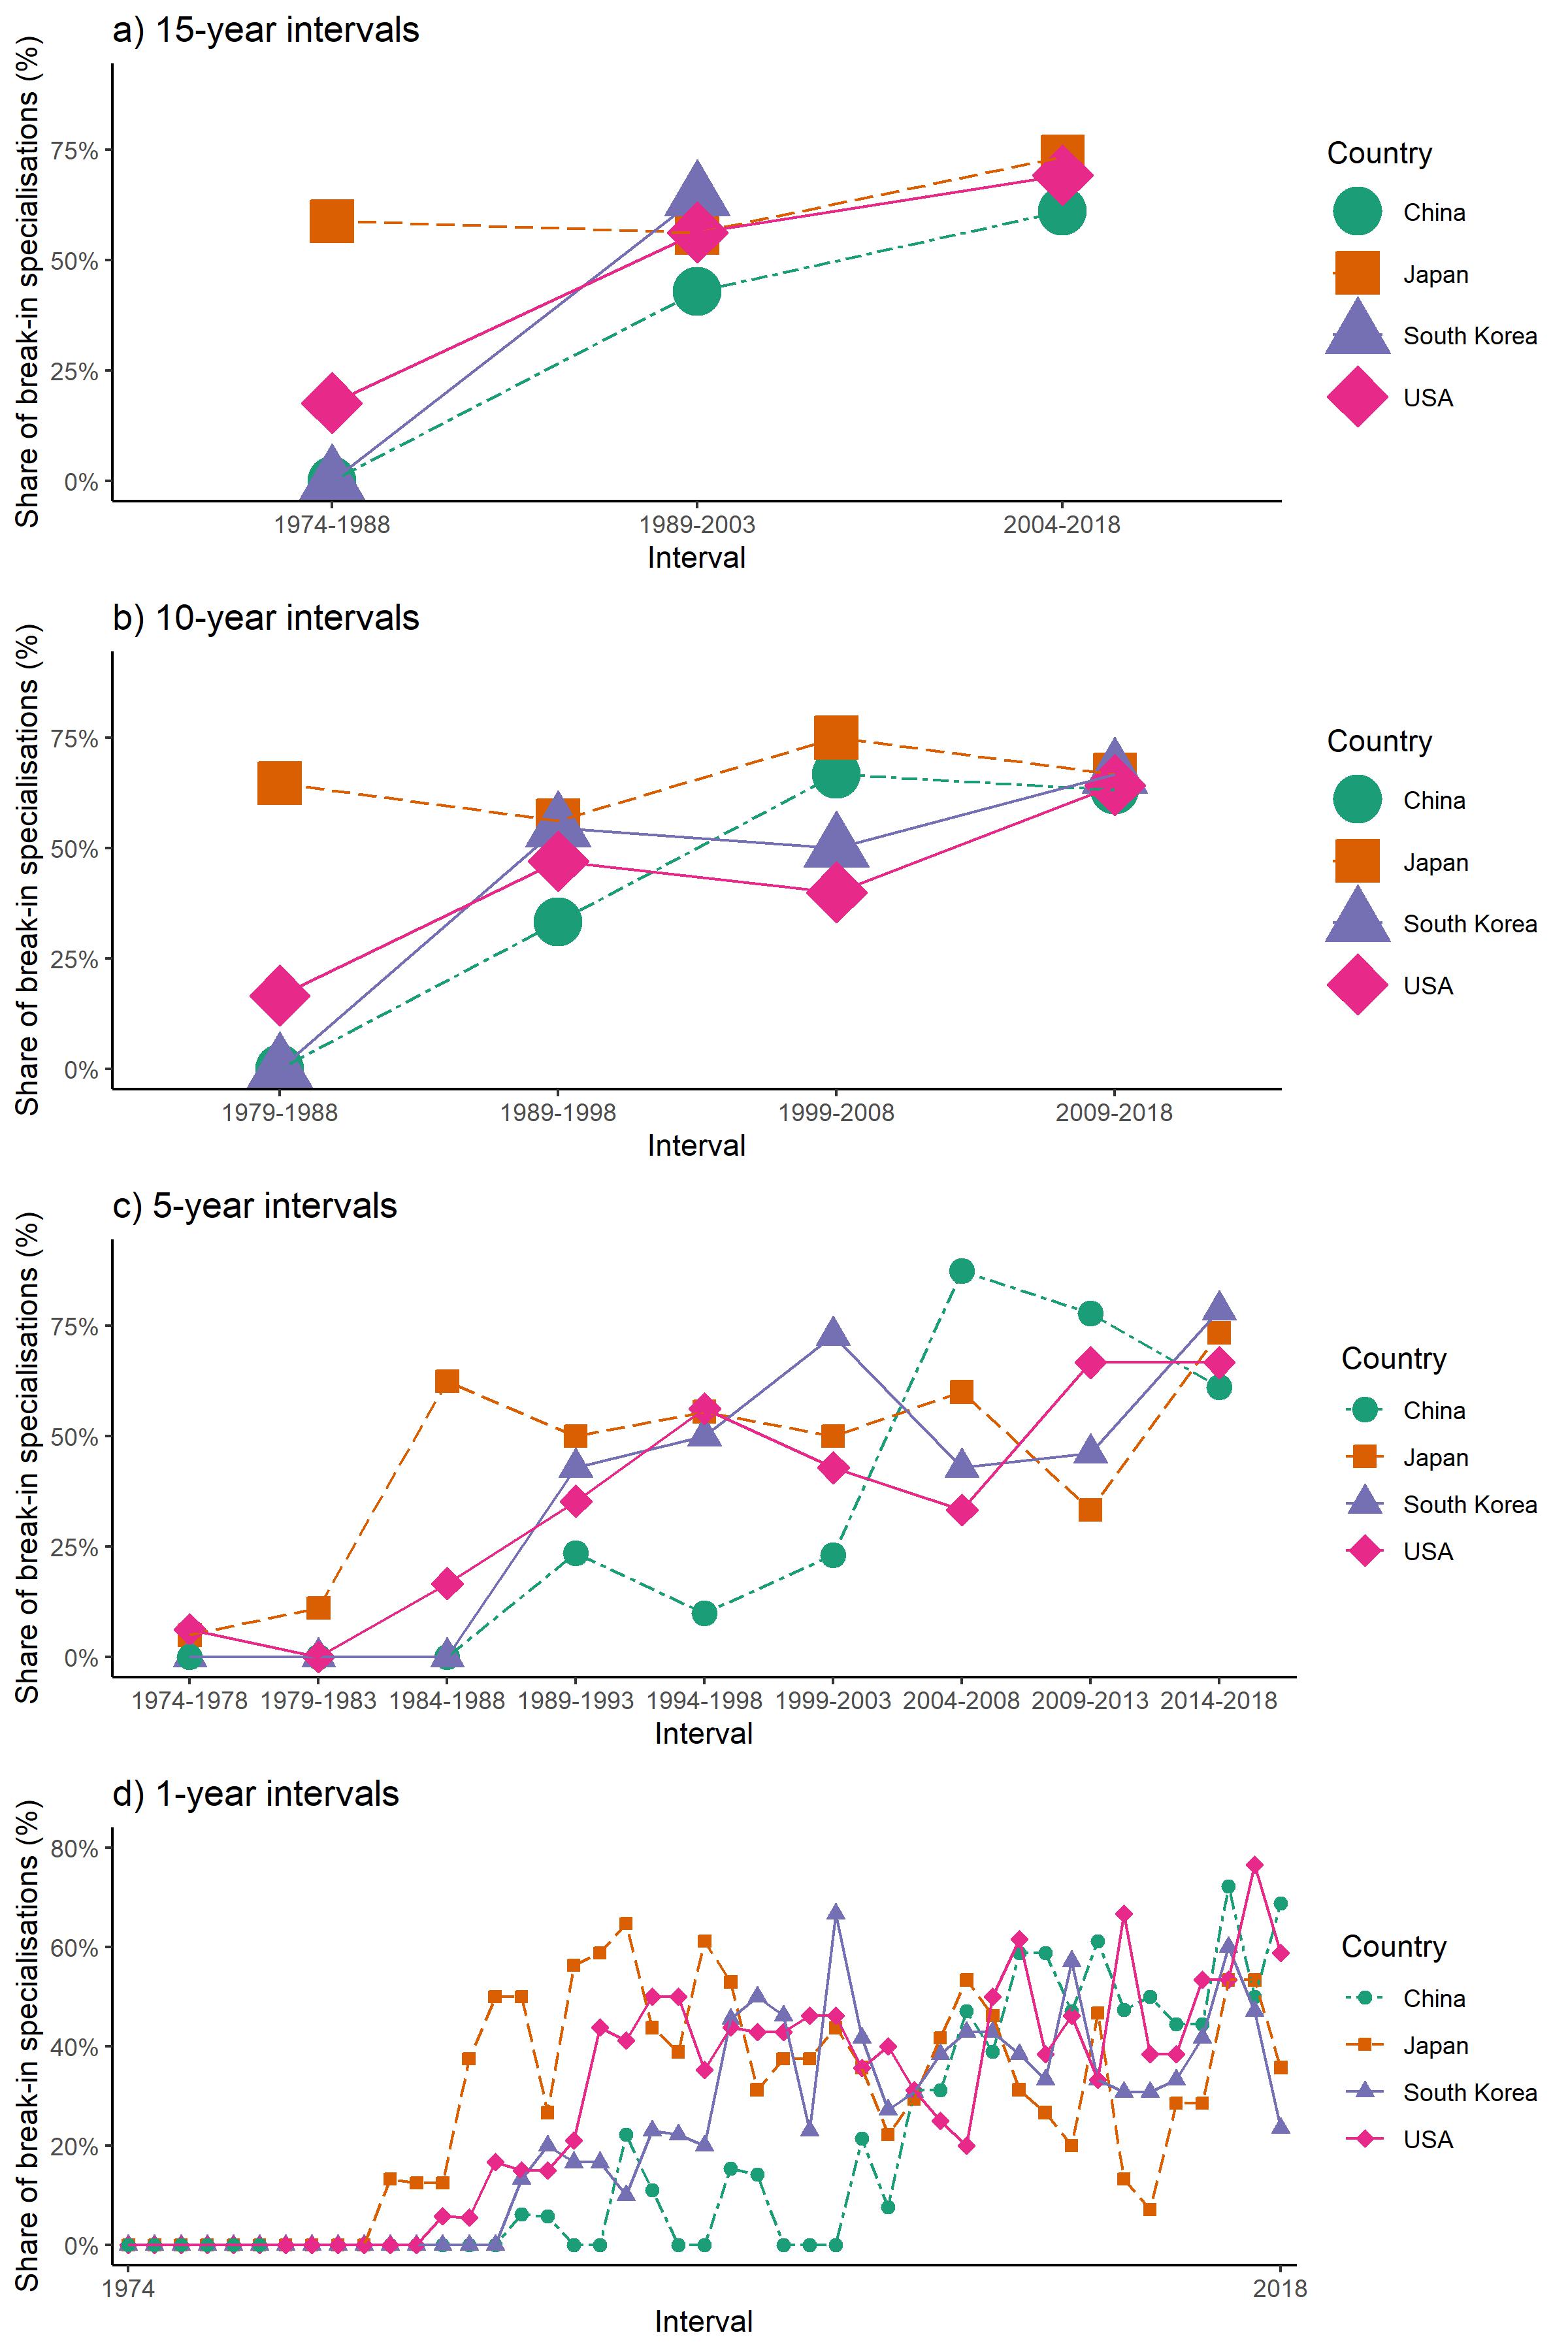 a) 15-year intervals
Share of break-in specialisations (%)
75%
50%
25%
0%
1974-1988 1989-2003 2004-2018
Interval
Country
China
Japan
South Korea
USA
b) 10-year intervals
Share of break-in specialisations (%)
75%
50%
25%
0%
1979-1988 1989-1998 1999-2008 2009-2018
Interval
Country
China
Japan
South Korea
USA
c) 5-year intervals
Share of break-in specialisations (%)
75%
50%
25%
0%
1974-1978 1979-1983 1984-1988 1989-1993 1994-1998 1999-2003 2004-2008 2009-2013 2014-2018
Interval
Country
China
Japan
South Korea
USA
d) 1-year intervals
Share of break-in specialisations (%)
80%
60%
40%
20%
0%
1974 2018
Interval
Country
China
Japan
South Korea
USA